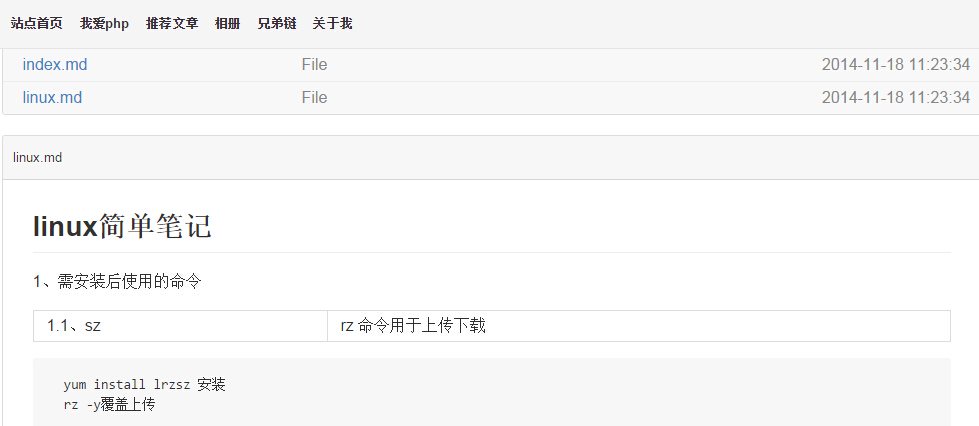 站点首页 我爱php 推荐文章 相册 兄弟链 关于我
index.md File 2014-11-18 11:23:34
linux.md File 2014-11-18 11:23:34
linux.md
linux简单笔记
1、需安装后使用的命令
1.1、sz rz 命令用于上传下载
yum install lrzsz 安装
rz -y覆盖上传